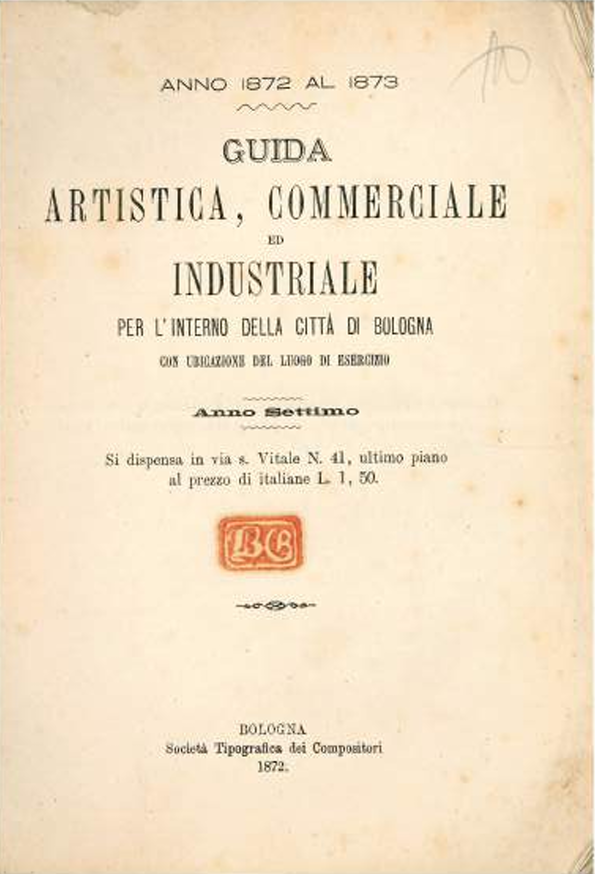 ANNO 1872 AL 1873
GUIDA
ARTISTICA, COMMERCIALE
ED
INDUSTRIALE
PER L'INTERNO DELLA CITTÀ DI BOLOGNA
CON UBICAZIONE DEL LUOGO DI ESERCIZIO
Anno Settimo
Si dispensa in via s. Vitale N. 41, ultimo piano
al prezzo di italiane L. 1, 50.
BOLOGNA
Società Tipografica dei Compositori
1872.